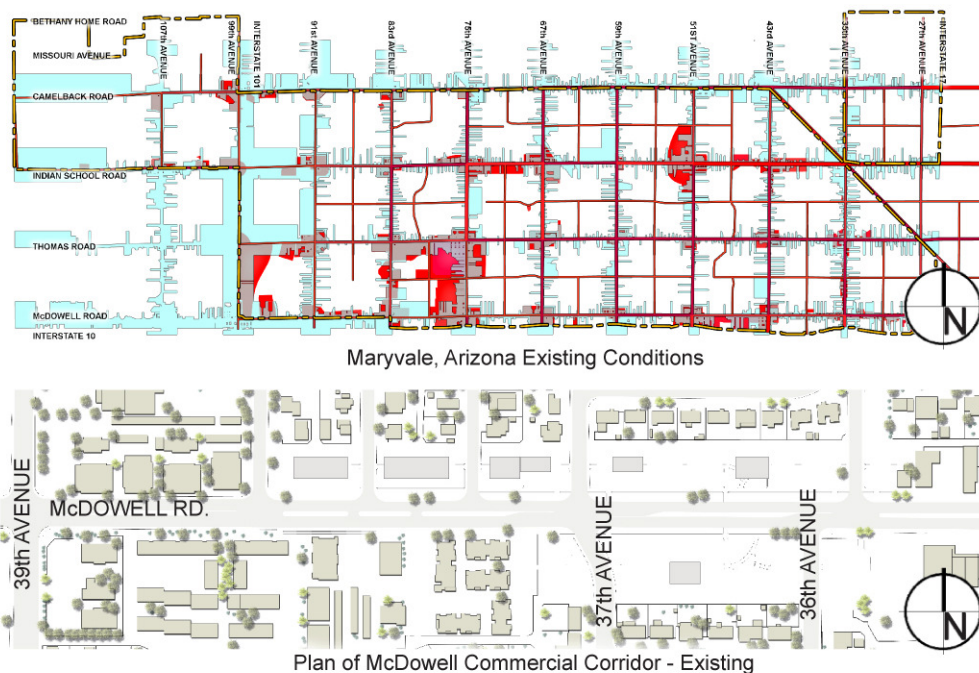 BETHANY HOME ROAD
MISSOURI AVENUE
CAMELBACK ROAD
INDIAN SCHOOL ROAD
THOMAS ROAD
McDOWELL ROAD
INTERSTATE 10
107th AVENUE
99th AVENUE
INTERSTATE 101
91st AVENUE
83rd AVENUE
75th AVENUE
67th AVENUE
59th AVENUE
51ST AVENUE
43rd AVENUE
35th AVENUE
27th AVENUE
INTERSTATE 17
N
Maryvale, Arizona Existing Conditions
39th AVENUE
McDOWELL RD.
37th AVENUE
36th AVENUE
N
Plan of McDowell Commercial Corridor - Existing